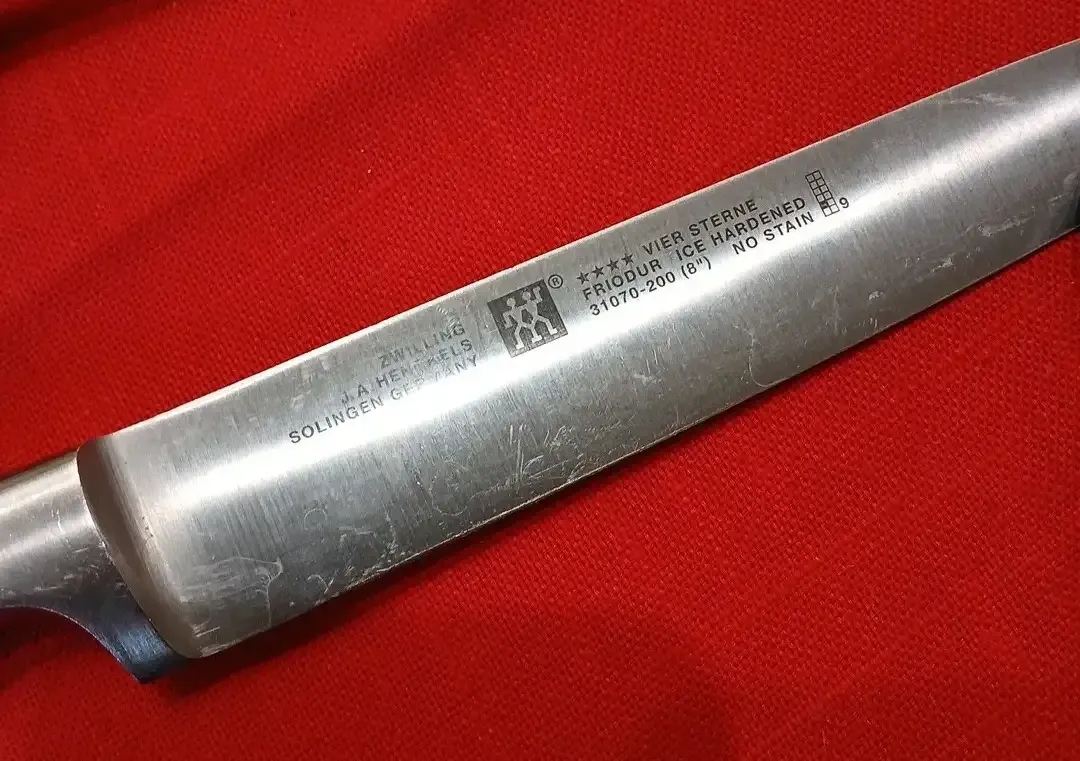 ZWILLING
J.A. HENCKELS
SOLINGEN GERMANY
®
★★★★ VIER STERNE
FRIODUR ICE HARDENED
31070-200 (8") NO STAIN
9